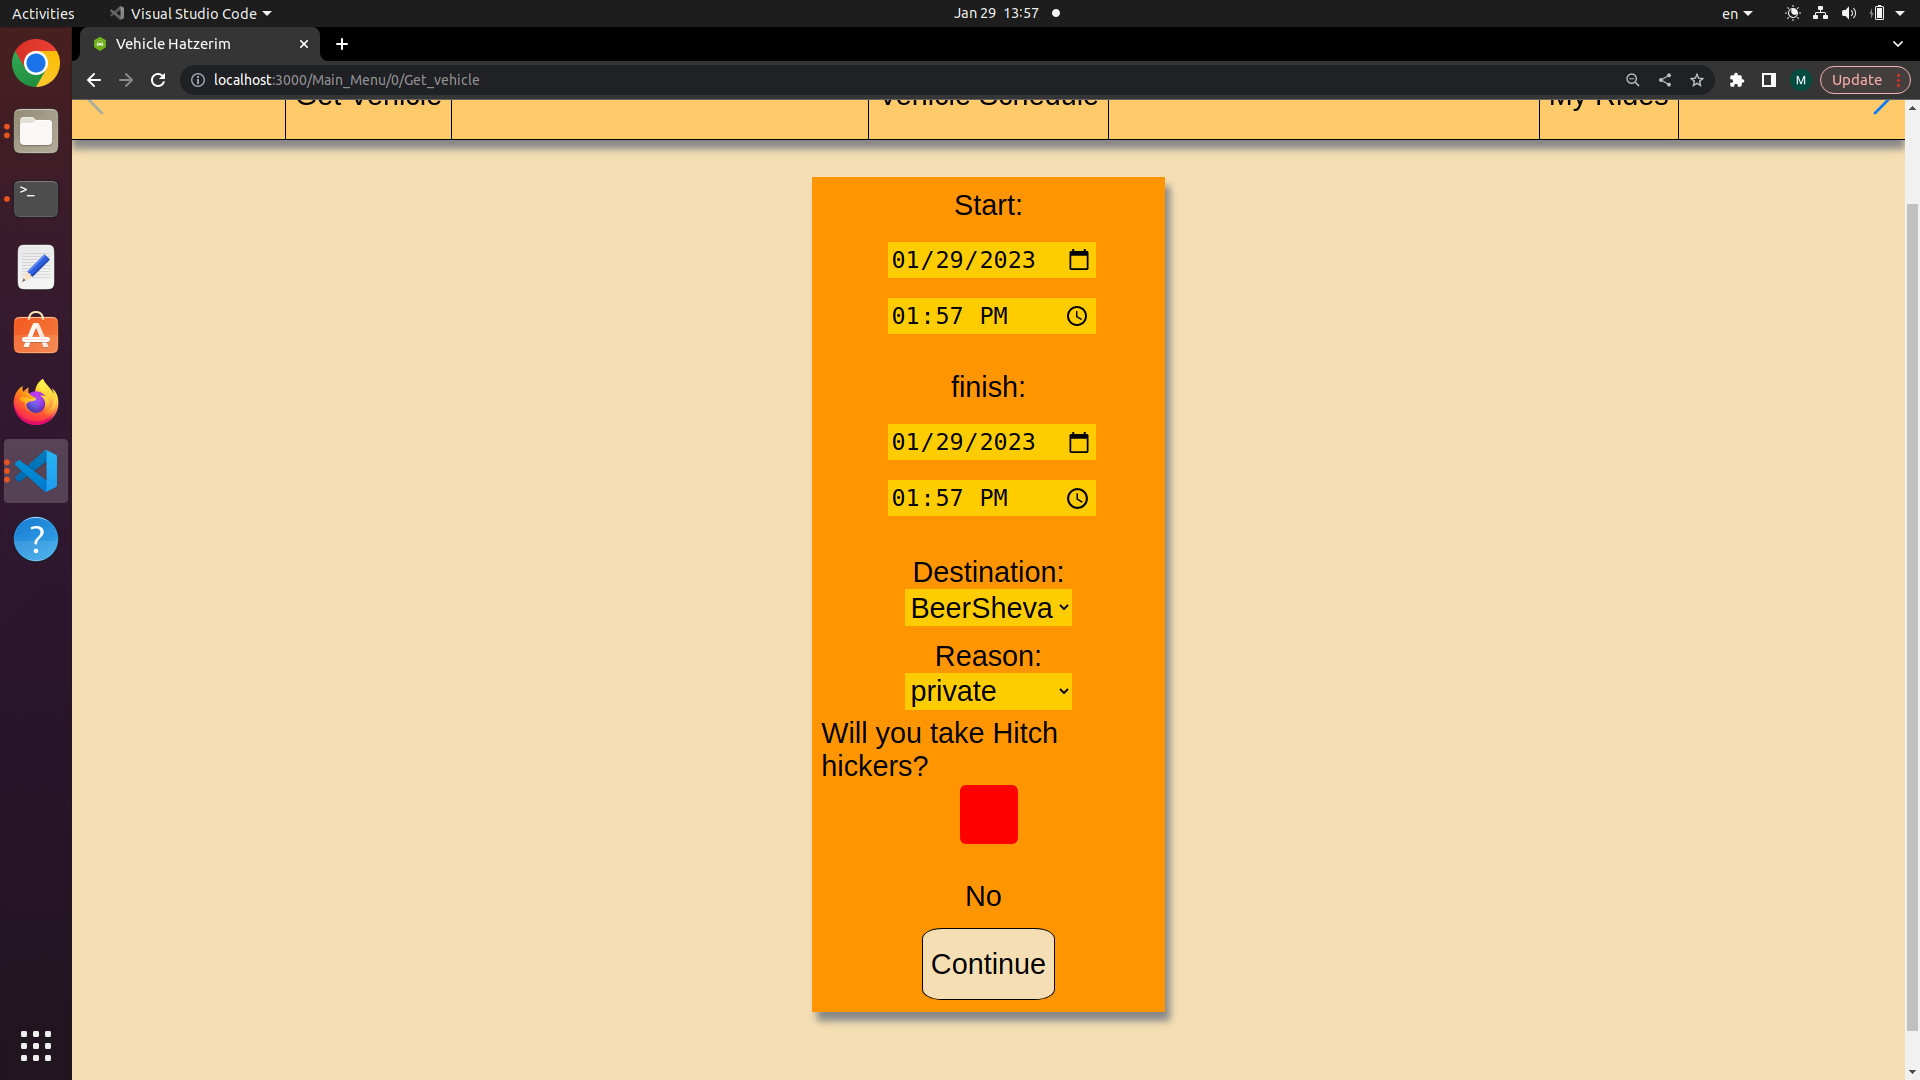 Activities Visual Studio Code Jan 29 13:57 en
Vehicle Hatzerim
localhost:3000/Main_Menu/0/Get_vehicle M Update
Get Vehicle Vehicle Schedule My Rides
Start:
01/29/2023
01:57 PM
finish:
01/29/2023
01:57 PM
Destination:
BeerSheva
Reason:
private
Will you take Hitch
hickers?
No
Continue